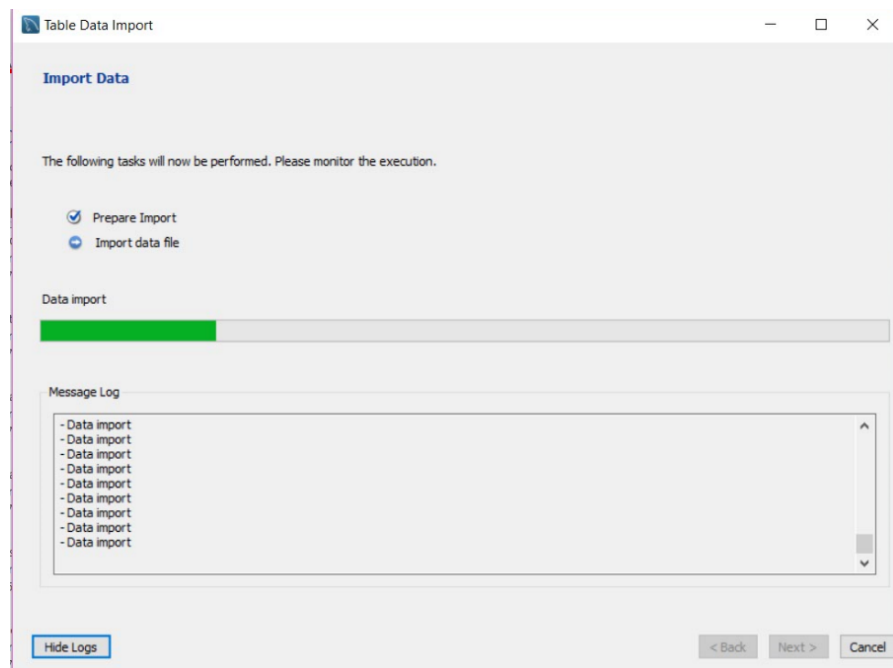 Table Data Import
Import Data
The following tasks will now be performed. Please monitor the execution.
Prepare Import
Import data file
Data import
Message Log
- Data import
- Data import
- Data import
- Data import
- Data import
- Data import
- Data import
- Data import
- Data import
Hide Logs
< Back Next > Cancel